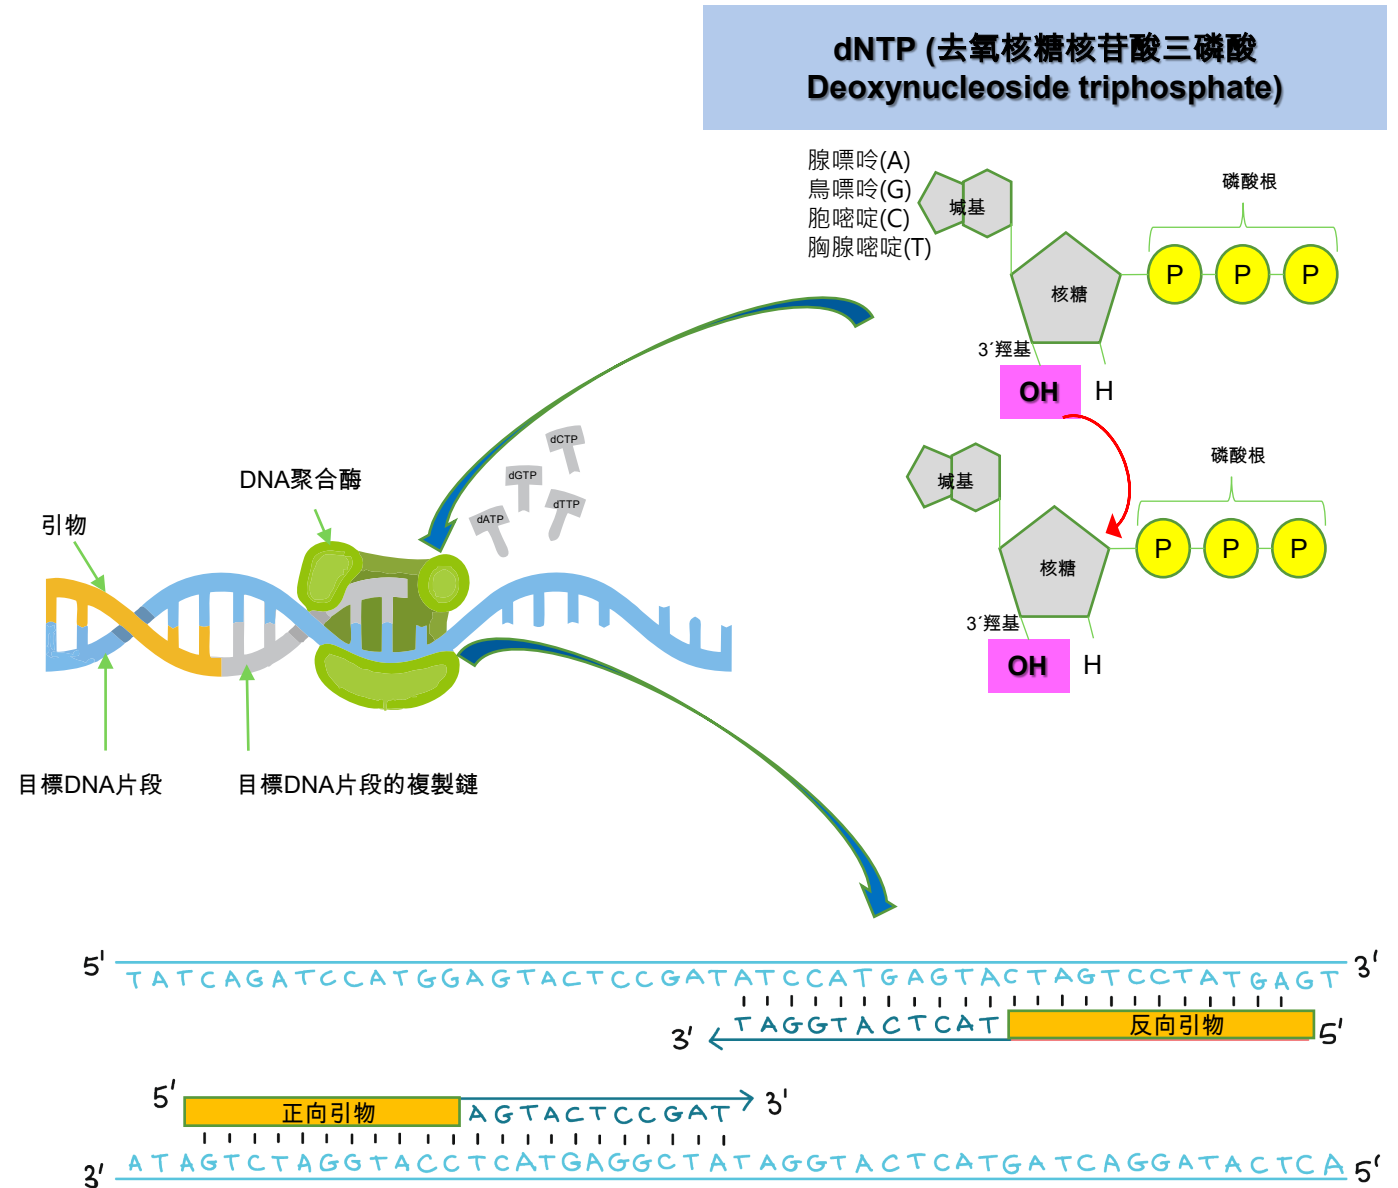 dNTP (去氧核糖核苷酸三磷酸
Deoxynucleoside triphosphate)
腺嘌呤(A)
鳥嘌呤(G)
胞嘧啶(C)
胸腺嘧啶(T)
堿基
磷酸根
核糖
P P P
3´羥基
OH H
堿基
磷酸根
核糖
P P P
3´羥基
OH H
dCTP
dGTP
dTTP
dATP
DNA聚合酶
引物
目標DNA片段
目標DNA片段的複製鏈
5' TATCAGATCCATGGAGTACTCCGATATCCATGAGTACTAGTCCTATGAGT 3'
3' TAGGTACTCAT 反向引物 5'
5' 正向引物 AGTACTCCGAT 3'
3' ATAGTCTAGGTACCTCATGAGGCTATAGGTACTCATGATCAGGATACTCA 5'